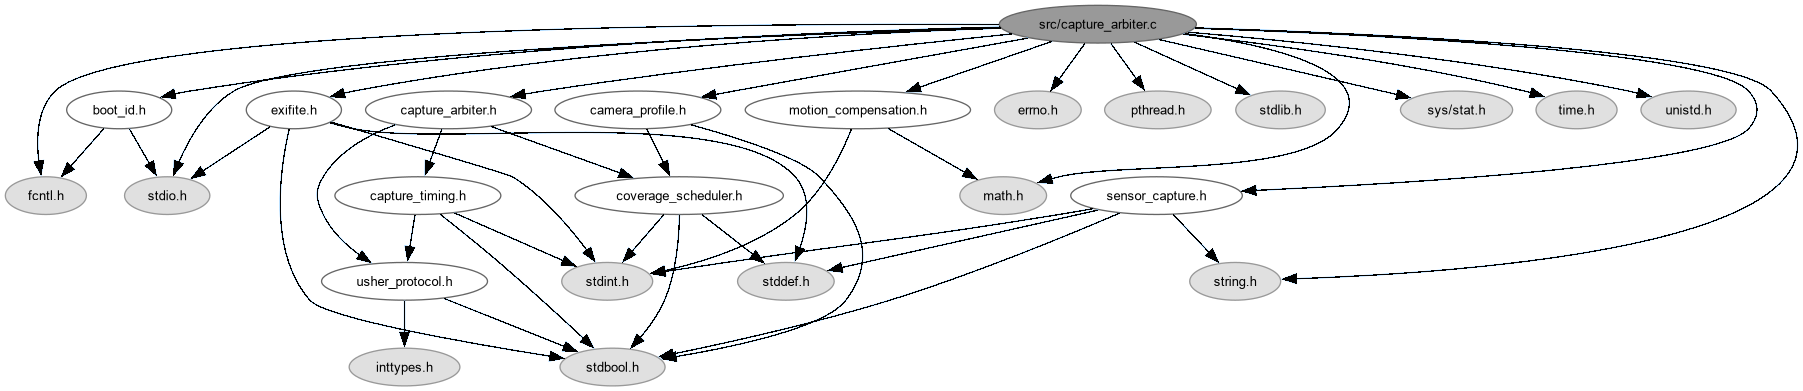 src/capture_arbiter.c
boot_id.h
exifite.h
capture_arbiter.h
camera_profile.h
motion_compensation.h
errno.h
pthread.h
stdlib.h
sys/stat.h
time.h
unistd.h
fcntl.h
stdio.h
capture_timing.h
coverage_scheduler.h
math.h
sensor_capture.h
usher_protocol.h
stdint.h
stddef.h
string.h
inttypes.h
stdbool.h